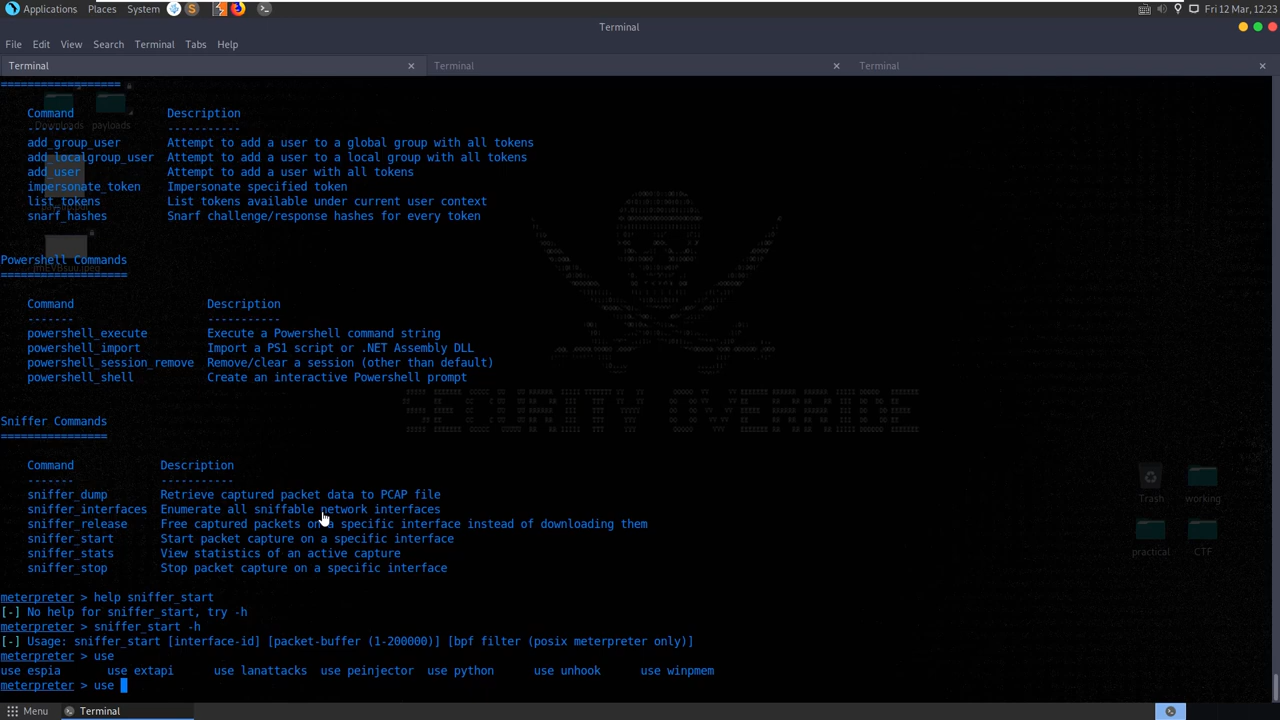 Applications Places System Fri 12 Mar, 12:23
Terminal
File Edit View Search Terminal Tabs Help
Terminal Terminal Terminal
==================
Command Description
------- -----------
add_group_user Attempt to add a user to a global group with all tokens
add_localgroup_user Attempt to add a user to a local group with all tokens
add_user Attempt to add a user with all tokens
impersonate_token Impersonate specified token
list_tokens List tokens available under current user context
snarf_hashes Snarf challenge/response hashes for every token
Downloads payloads
Powershell Commands
===================
Command Description
------- -----------
powershell_execute Execute a Powershell command string
powershell_import Import a PS1 script or .NET Assembly DLL
powershell_session_remove Remove/clear a session (other than default)
powershell_shell Create an interactive Powershell prompt
SECURITY OVERRIDE
Sniffer Commands
================
Command Description
------- -----------
sniffer_dump Retrieve captured packet data to PCAP file
sniffer_interfaces Enumerate all sniffable network interfaces
sniffer_release Free captured packets on a specific interface instead of downloading them
sniffer_start Start packet capture on a specific interface
sniffer_stats View statistics of an active capture
sniffer_stop Stop packet capture on a specific interface
Trash working
practical CTF
meterpreter > help sniffer_start
[-] No help for sniffer_start, try -h
meterpreter > sniffer_start -h
[-] Usage: sniffer_start [interface-id] [packet-buffer (1-200000)] [bpf filter (posix meterpreter only)]
meterpreter > use
use espia use extapi use lanattacks use peinjector use python use unhook use winpmem
meterpreter > use
Menu Terminal